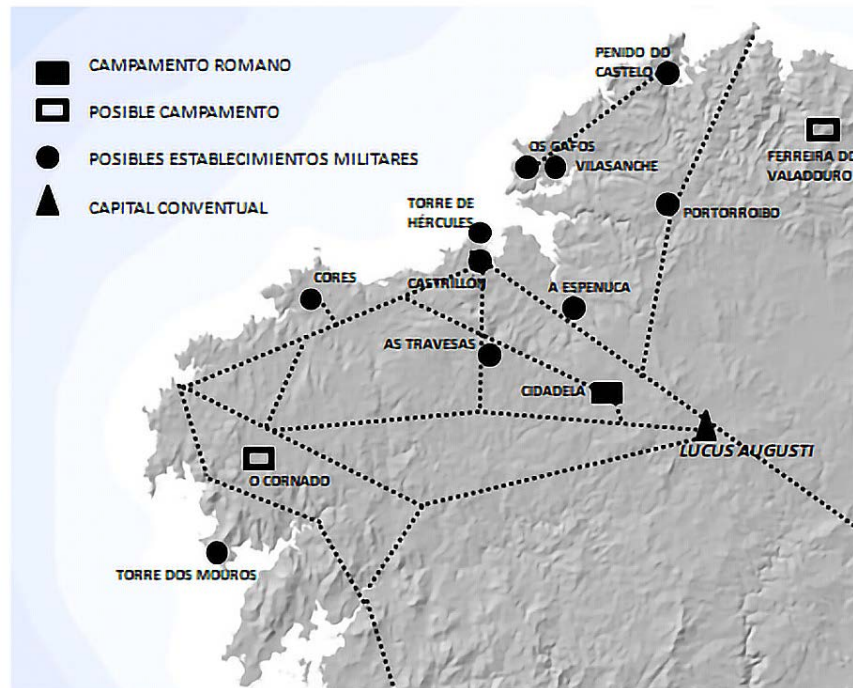 CAMPAMENTO ROMANO
POSIBLE CAMPAMENTO
POSIBLES ESTABLECIMIENTOS MILITARES
CAPITAL CONVENTUAL
PENIDO DO
CASTELO
OS GAFOS
VILASANCHE
FERREIRA DO
VALADOURO
TORRE DE
HÉRCULES
PORTORROIBO
CORES
CASTRILLÓN
A ESPENUCA
AS TRAVESAS
CIDADELA
LUCUS AUGUSTI
O CORNADO
TORRE DOS MOUROS